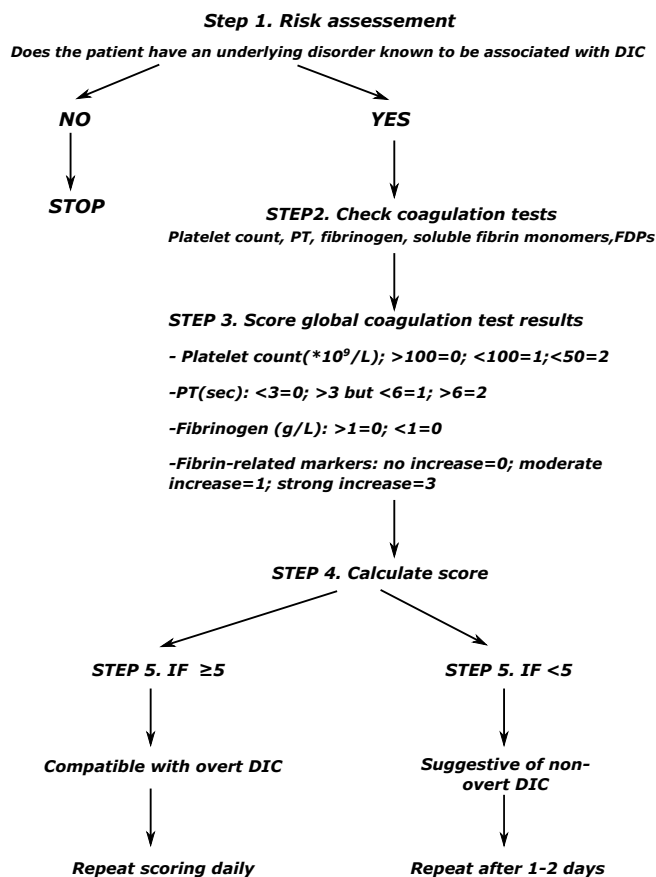 Step 1. Risk assessement
Does the patient have an underlying disorder known to be associated with DIC
NO
YES
STOP
STEP2. Check coagulation tests
Platelet count, PT, fibrinogen, soluble fibrin monomers,FDPs
STEP 3. Score global coagulation test results
- Platelet count(*10⁹/L); >100=0; <100=1;<50=2
-PT(sec): <3=0; >3 but <6=1; >6=2
-Fibrinogen (g/L): >1=0; <1=0
-Fibrin-related markers: no increase=0; moderate
increase=1; strong increase=3
STEP 4. Calculate score
STEP 5. IF ≥5
STEP 5. IF <5
Compatible with overt DIC
Suggestive of non-
overt DIC
Repeat scoring daily
Repeat after 1-2 days